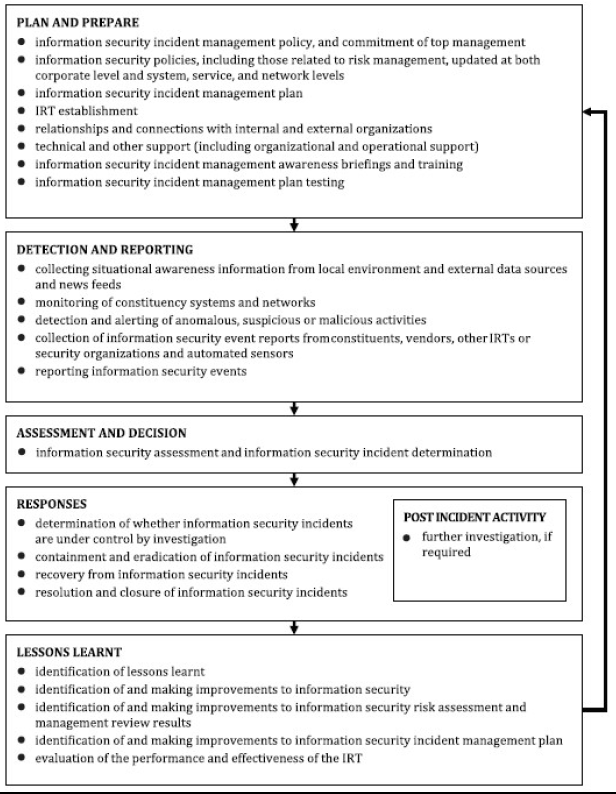 PLAN AND PREPARE
● information security incident management policy, and commitment of top management
● information security policies, including those related to risk management, updated at both
corporate level and system, service, and network levels
● information security incident management plan
● IRT establishment
● relationships and connections with internal and external organizations
● technical and other support (including organizational and operational support)
● information security incident management awareness briefings and training
● information security incident management plan testing
DETECTION AND REPORTING
● collecting situational awareness information from local environment and external data sources
and news feeds
● monitoring of constituency systems and networks
● detection and alerting of anomalous, suspicious or malicious activities
● collection of information security event reports from constituents, vendors, other IRTs or
security organizations and automated sensors
● reporting information security events
ASSESSMENT AND DECISION
● information security assessment and information security incident determination
RESPONSES
● determination of whether information security incidents
are under control by investigation
● containment and eradication of information security incidents
● recovery from information security incidents
● resolution and closure of information security incidents
POST INCIDENT ACTIVITY
● further investigation, if
required
LESSONS LEARNT
● identification of lessons learnt
● identification of and making improvements to information security
● identification of and making improvements to information security risk assessment and
management review results
● identification of and making improvements to information security incident management plan
● evaluation of the performance and effectiveness of the IRT